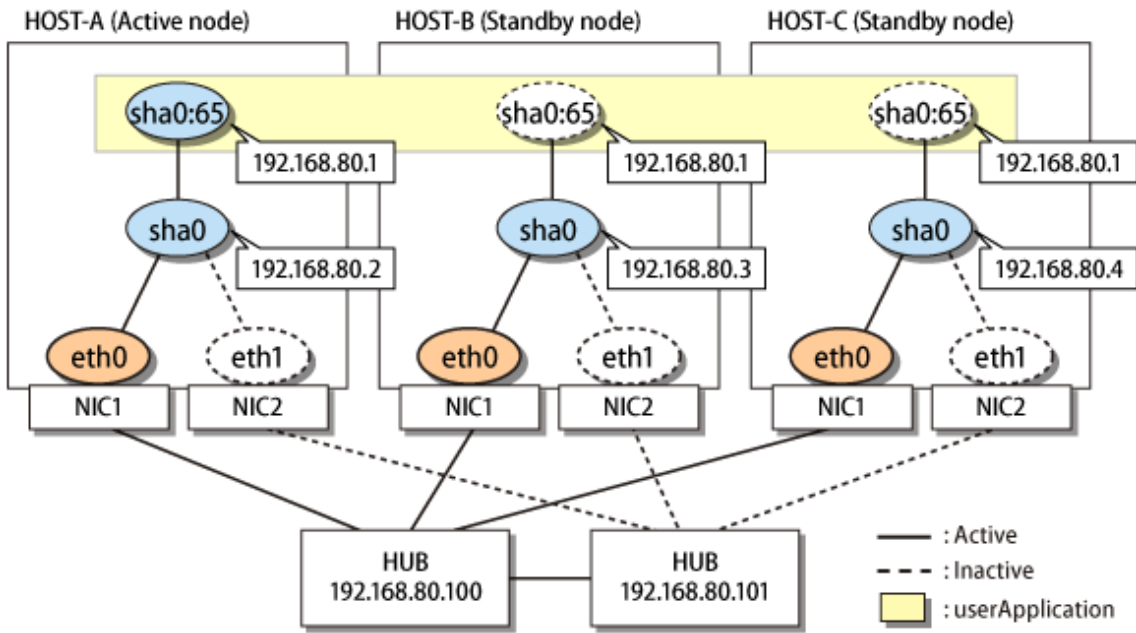 HOST-A (Active node)
HOST-B (Standby node)
HOST-C (Standby node)
sha0:65
sha0:65
sha0:65
192.168.80.1
192.168.80.1
192.168.80.1
sha0
sha0
sha0
192.168.80.2
192.168.80.3
192.168.80.4
eth0
eth1
eth0
eth1
eth0
eth1
NIC1
NIC2
NIC1
NIC2
NIC1
NIC2
HUB
192.168.80.100
HUB
192.168.80.101
: Active
: Inactive
: userApplication